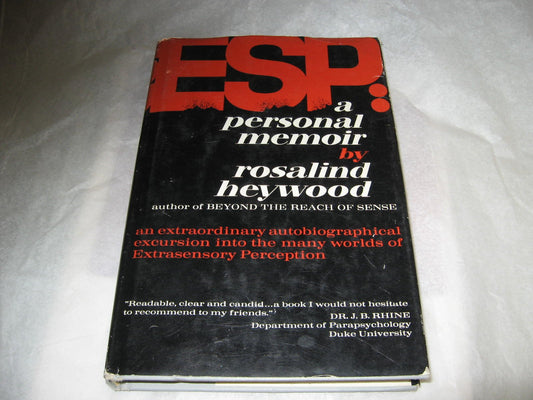 ESP:
a
personal
memoir
by
rosalind
heywood
author of BEYOND THE REACH OF SENSE
an extraordinary autobiographical
excursion into the many worlds of
Extrasensory Perception
"Readable, clear and candid...a book I would not hesitate
to recommend to my friends."
DR. J. B. RHINE
Department of Parapsychology
Duke University